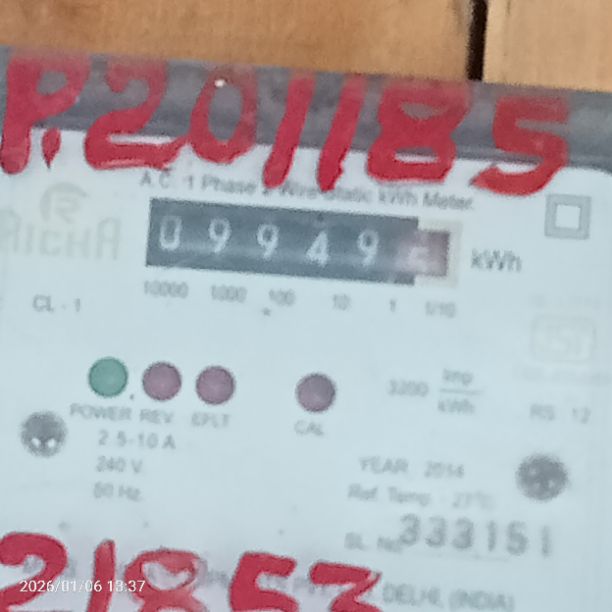 P.201185
A.C. 1 Phase 2 Wire Static kWh Meter
RICHA
09949
kWh
10000 1000 100 10 1 1/10
CL - 1
3200 imp/kWh
POWER REV EFLT CAL
RS 12
2.5-10 A
240 V
50 Hz
YEAR 2014
Ref. Temp 27°C
SL. No 333151
21853
DELHI, (INDIA)
2026/01/06 13:37